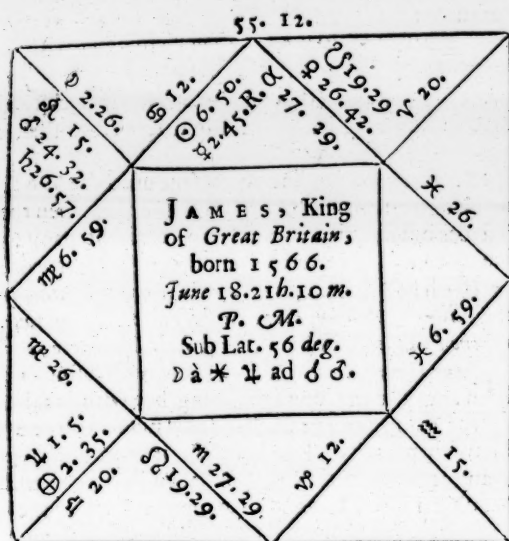 55. 12.
☽ 2.26.
♌ 15.
♂ 24. 32.
♄ 26. 57.
♋ 12.
☉ 6. 50.
☿ 2.45. R. ♉
27. 29.
☋ 19.29
♀ 26.42.
♈ 20.
♓ 26.
♍ 6. 59.
JAMES, King
of Great Britain,
born 1566.
June 18.21h.10m.
P. M.
Sub Lat. 56 deg.
☽ à ⚹ ♃ ad ☌ ♂.
♓ 6. 59.
♍ 26.
♃ 1. 5.
⊕ 2. 35.
♎ 20.
☊ 19.29.
♏ 27.29.
♑ 12.
♒ 15.